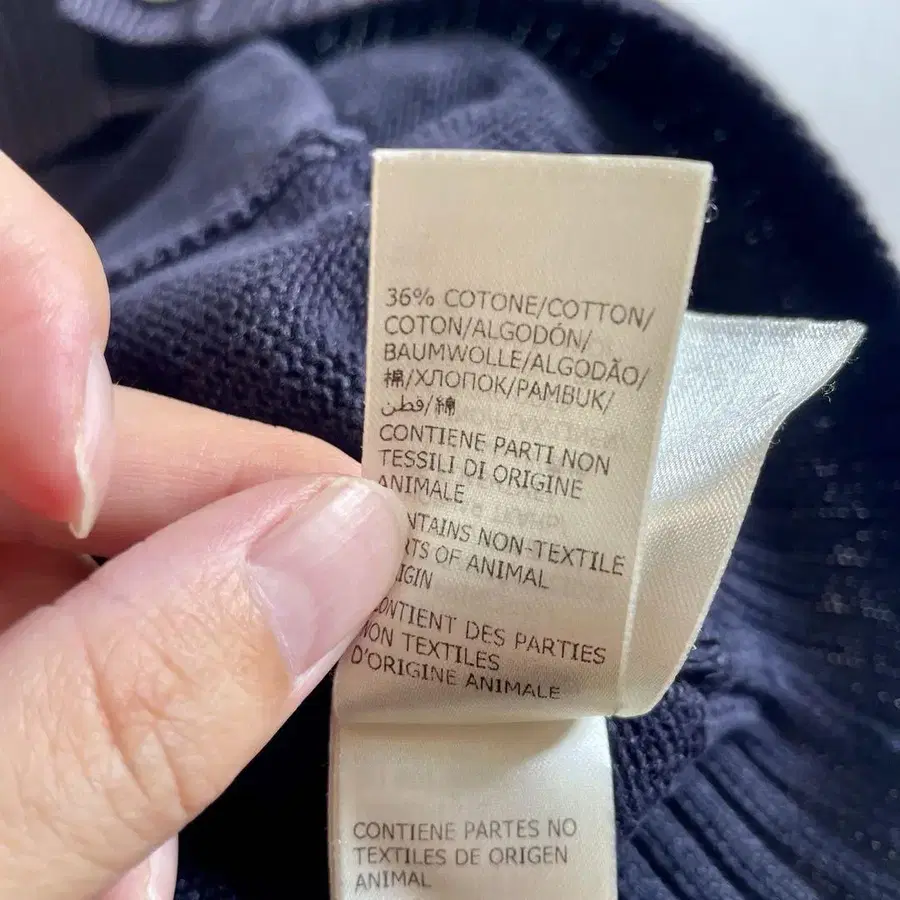 36% COTONE/COTTON/
COTON/ALGODÓN/
BAUMWOLLE/ALGODÃO/
棉/ХЛОПОК/PAMBUK/
قطن/綿
CONTIENE PARTI NON
TESSILI DI ORIGINE
ANIMALE
NTAINS NON-TEXTILE
RTS OF ANIMAL
IGIN
CONTIENT DES PARTIES
NON TEXTILES
D'ORIGINE ANIMALE
CONTIENE PARTES NO
TEXTILES DE ORIGEN
ANIMAL